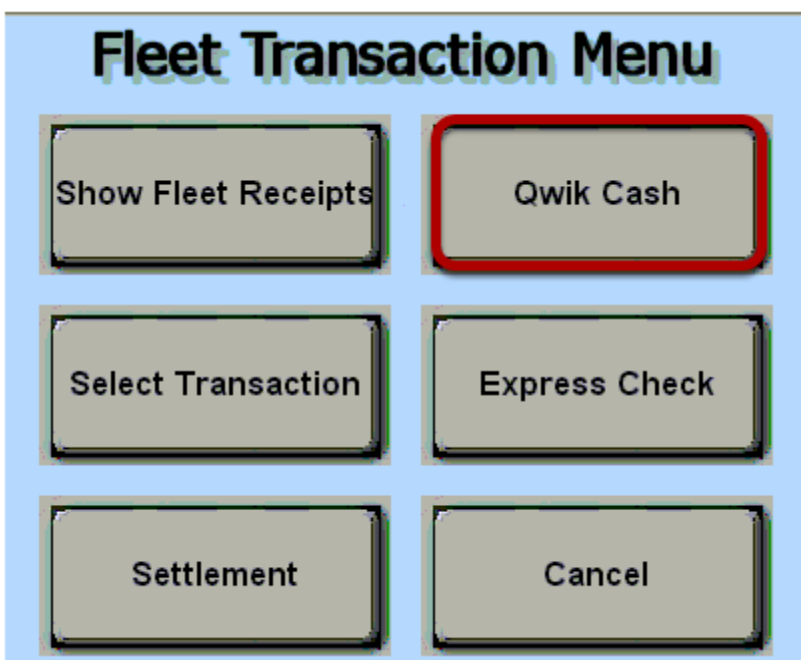 Fleet Transaction Menu
Show Fleet Receipts
Qwik Cash
Select Transaction
Express Check
Settlement
Cancel